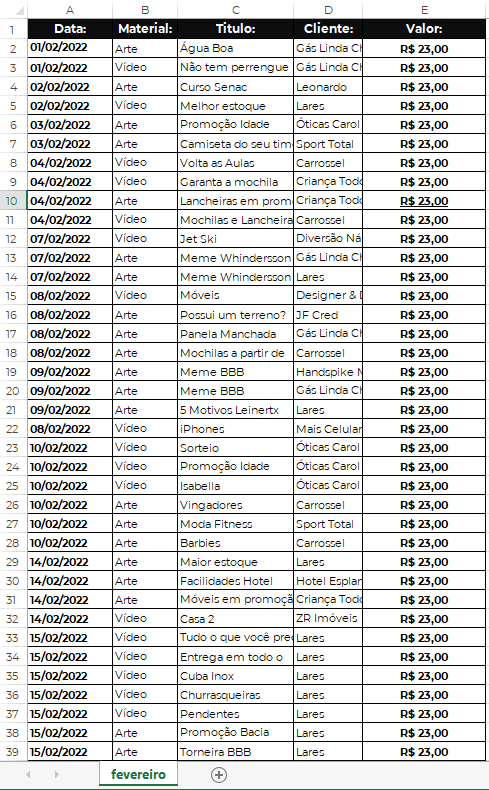 A B C D E
1 Data: Material: Titulo: Cliente: Valor:
2 01/02/2022 Arte Água Boa Gás Linda Ch R$ 23,00
3 01/02/2022 Vídeo Não tem perrengue Gás Linda Ch R$ 23,00
4 02/02/2022 Arte Curso Senac Leonardo R$ 23,00
5 02/02/2022 Vídeo Melhor estoque Lares R$ 23,00
6 03/02/2022 Arte Promoção Idade Óticas Carol R$ 23,00
7 03/02/2022 Arte Camiseta do seu tim Sport Total R$ 23,00
8 04/02/2022 Vídeo Volta as Aulas Carrossel R$ 23,00
9 04/02/2022 Vídeo Garanta a mochila Criança Todo R$ 23,00
10 04/02/2022 Arte Lancheiras em prom Criança Todo R$ 23,00
11 04/02/2022 Vídeo Mochilas e Lancheira Carrossel R$ 23,00
12 07/02/2022 Vídeo Jet Ski Diversão Ná R$ 23,00
13 07/02/2022 Arte Meme Whindersson Gás Linda Ch R$ 23,00
14 07/02/2022 Arte Meme Whindersson Lares R$ 23,00
15 08/02/2022 Vídeo Móveis Designer & D R$ 23,00
16 08/02/2022 Arte Possui um terreno? JF Cred R$ 23,00
17 08/02/2022 Arte Panela Manchada Gás Linda Ch R$ 23,00
18 08/02/2022 Arte Mochilas a partir de Carrossel R$ 23,00
19 09/02/2022 Arte Meme BBB Handspike M R$ 23,00
20 09/02/2022 Arte Meme BBB Gás Linda Ch R$ 23,00
21 09/02/2022 Arte 5 Motivos Leinertx Lares R$ 23,00
22 08/02/2022 Vídeo iPhones Mais Celular R$ 23,00
23 10/02/2022 Vídeo Sorteio Óticas Carol R$ 23,00
24 10/02/2022 Vídeo Promoção Idade Óticas Carol R$ 23,00
25 10/02/2022 Vídeo Isabella Óticas Carol R$ 23,00
26 10/02/2022 Arte Vingadores Carrossel R$ 23,00
27 10/02/2022 Arte Moda Fitness Sport Total R$ 23,00
28 10/02/2022 Arte Barbies Carrossel R$ 23,00
29 14/02/2022 Arte Maior estoque Lares R$ 23,00
30 14/02/2022 Arte Facilidades Hotel Hotel Esplan R$ 23,00
31 14/02/2022 Arte Móveis em promoçã Criança Todo R$ 23,00
32 14/02/2022 Vídeo Casa 2 ZR Imóveis R$ 23,00
33 15/02/2022 Vídeo Tudo o que você pre Lares R$ 23,00
34 15/02/2022 Vídeo Entrega em todo o Lares R$ 23,00
35 15/02/2022 Vídeo Cuba Inox Lares R$ 23,00
36 15/02/2022 Vídeo Churrasqueiras Lares R$ 23,00
37 15/02/2022 Vídeo Pendentes Lares R$ 23,00
38 15/02/2022 Arte Promoção Bacia Lares R$ 23,00
39 15/02/2022 Arte Torneira BBB Lares R$ 23,00
fevereiro